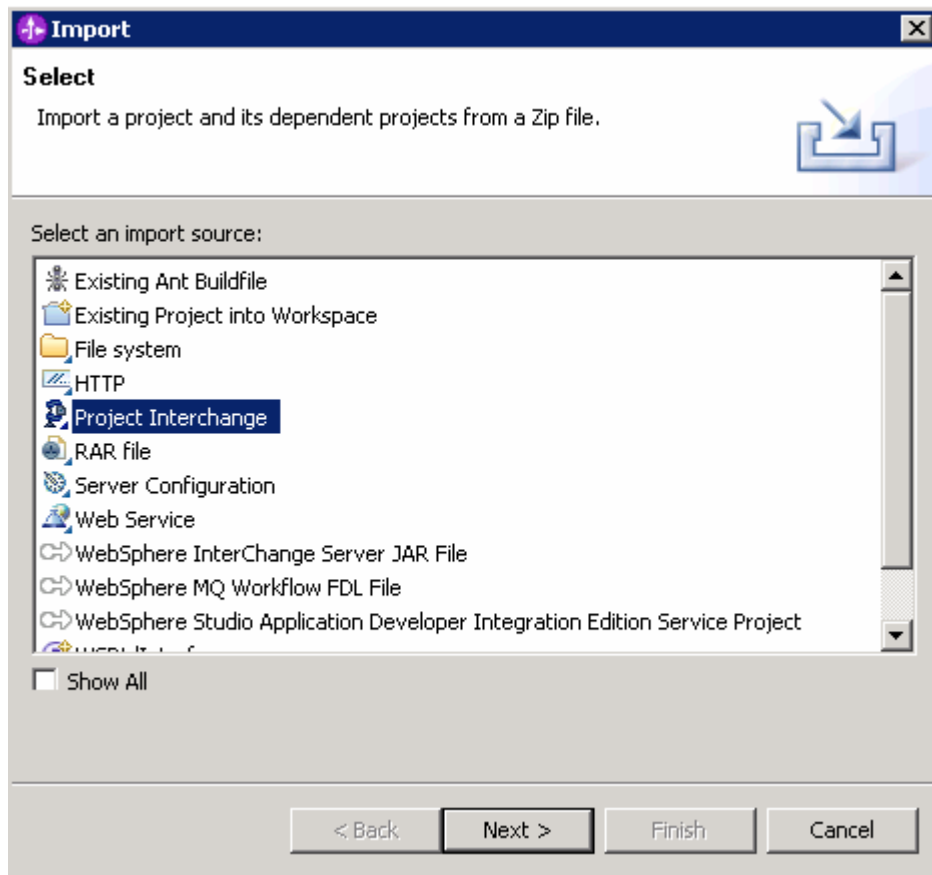 Import
Select
Import a project and its dependent projects from a Zip file.
Select an import source:
Existing Ant Buildfile
Existing Project into Workspace
File system
HTTP
Project Interchange
RAR file
Server Configuration
Web Service
WebSphere InterChange Server JAR File
WebSphere MQ Workflow FDL File
WebSphere Studio Application Developer Integration Edition Service Project
Show All
< Back
Next >
Finish
Cancel